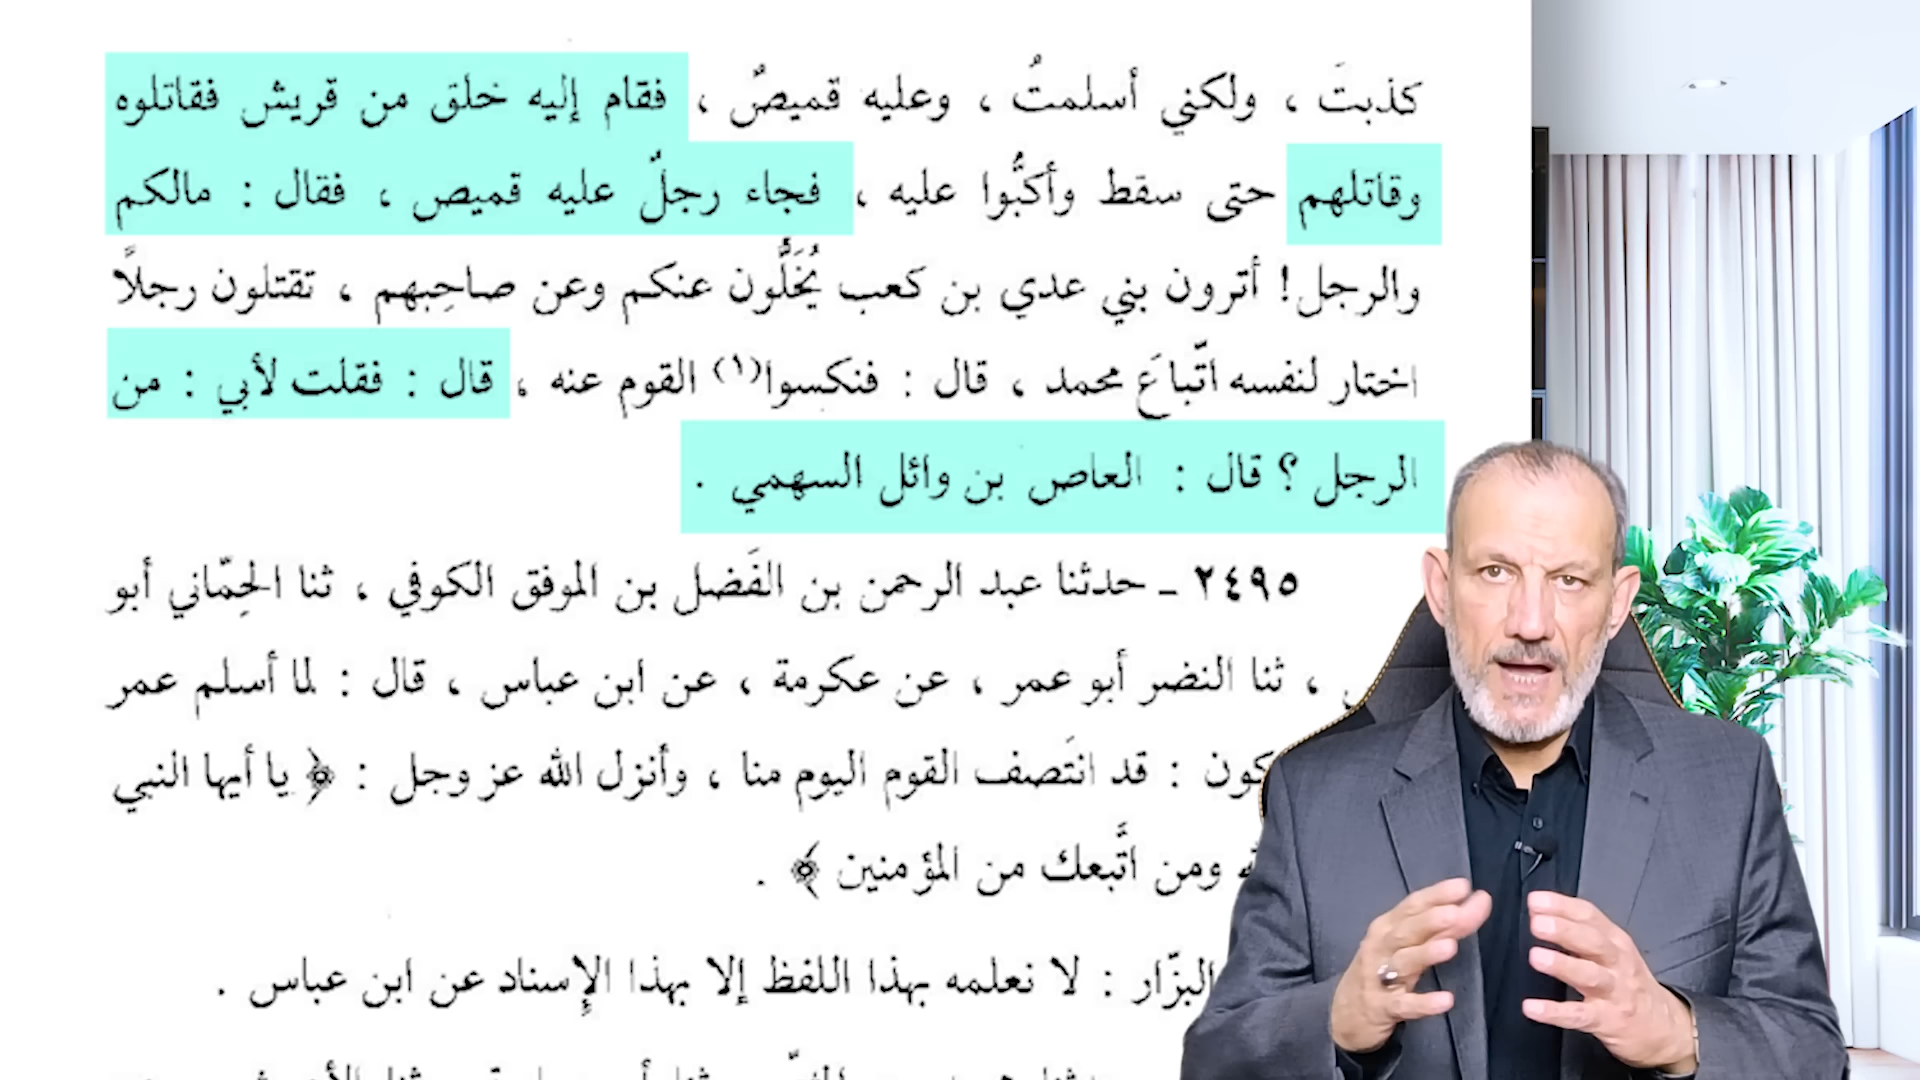 كذبتَ ، ولكني أسلمتُ ، وعليه قميصٌ ، فقام إليه خلق من قريش فقاتلوه
وقاتلهم حتى سقط وأكبُّوا عليه ، فجاء رجلٌ عليه قميص ، فقال : مالكم
والرجل! أترون بني عدي بن كعب يُخَلُّون عنكم وعن صاحِبهم ، تقتلون رجلاً
اختار لنفسه اتّباعَ محمد ، قال : فنكسوا(١) القوم عنه ، قال : فقلت لأبي : من
الرجل ؟ قال : العاص بن وائل السهمي .
٢٤٩٥ ـ حدثنا عبد الرحمن بن الفَضل بن الموفق الكوفي ، ثنا الحِمّاني أبو
، ثنا النضر أبو عمر ، عن عكرمة ، عن ابن عباس ، قال : لما أسلم عمر
: قد انتَصف القوم اليوم منا ، وأنزل الله عز وجل : ﴿ يا أيها النبي
ومن اتَّبعك من المؤمنين ﴾ .
البزّار : لا نعلمه بهذا اللفظ إلا بهذا الإسناد عن ابن عباس .